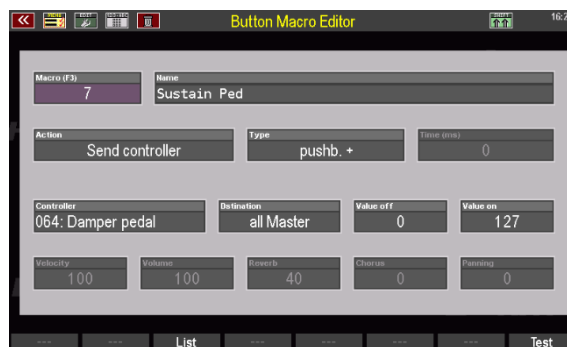 Button Macro Editor
Macro (F3)
7
Name
Sustain Ped
Action
Send controller
Type
pushb. +
Time (ms)
0
Controller
064: Damper pedal
Dstination
all Master
Value off
0
Value on
127
Velocity
100
Volume
100
Reverb
40
Chorus
0
Panning
0
--- --- List --- --- --- --- Test